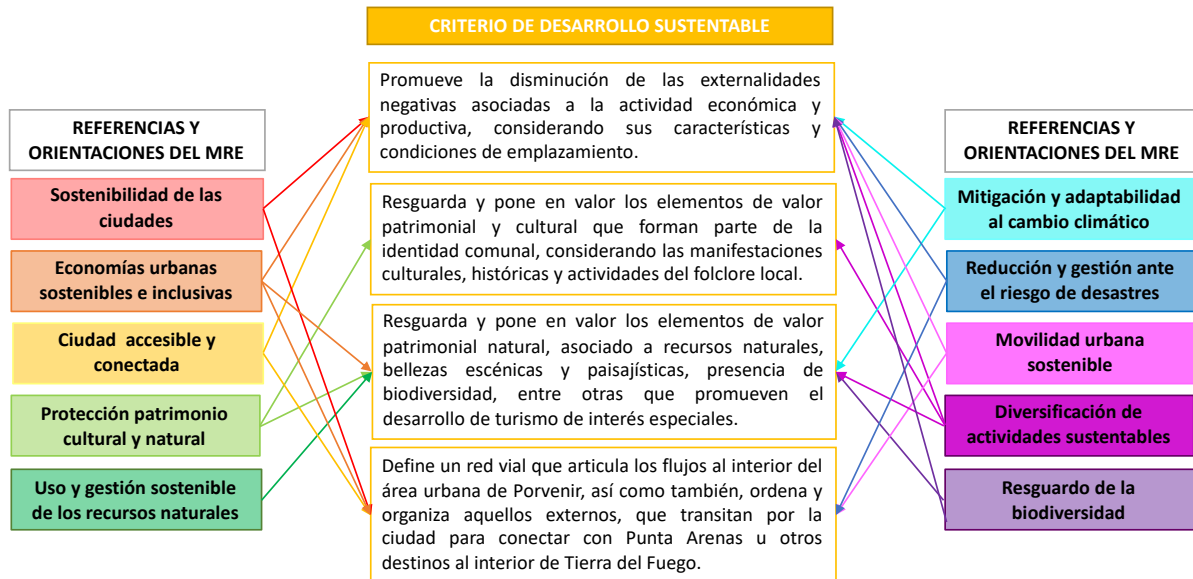 CRITERIO DE DESARROLLO SUSTENTABLE
REFERENCIAS Y
ORIENTACIONES DEL MRE
Sostenibilidad de las
ciudades
Economías urbanas
sostenibles e inclusivas
Ciudad accesible y
conectada
Protección patrimonio
cultural y natural
Uso y gestión sostenible
de los recursos naturales
Promueve la disminución de las externalidades
negativas asociadas a la actividad económica y
productiva, considerando sus características y
condiciones de emplazamiento.
Resguarda y pone en valor los elementos de valor
patrimonial y cultural que forman parte de la
identidad comunal, considerando las manifestaciones
culturales, históricas y actividades del folclore local.
Resguarda y pone en valor los elementos de valor
patrimonial natural, asociado a recursos naturales,
bellezas escénicas y paisajísticas, presencia de
biodiversidad, entre otras que promueven el
desarrollo de turismo de interés especiales.
Define un red vial que articula los flujos al interior del
área urbana de Porvenir, así como también, ordena y
organiza aquellos externos, que transitan por la
ciudad para conectar con Punta Arenas u otros
destinos al interior de Tierra del Fuego.
REFERENCIAS Y
ORIENTACIONES DEL MRE
Mitigación y adaptabilidad
al cambio climático
Reducción y gestión ante
el riesgo de desastres
Movilidad urbana
sostenible
Diversificación de
actividades sustentables
Resguardo de la
biodiversidad